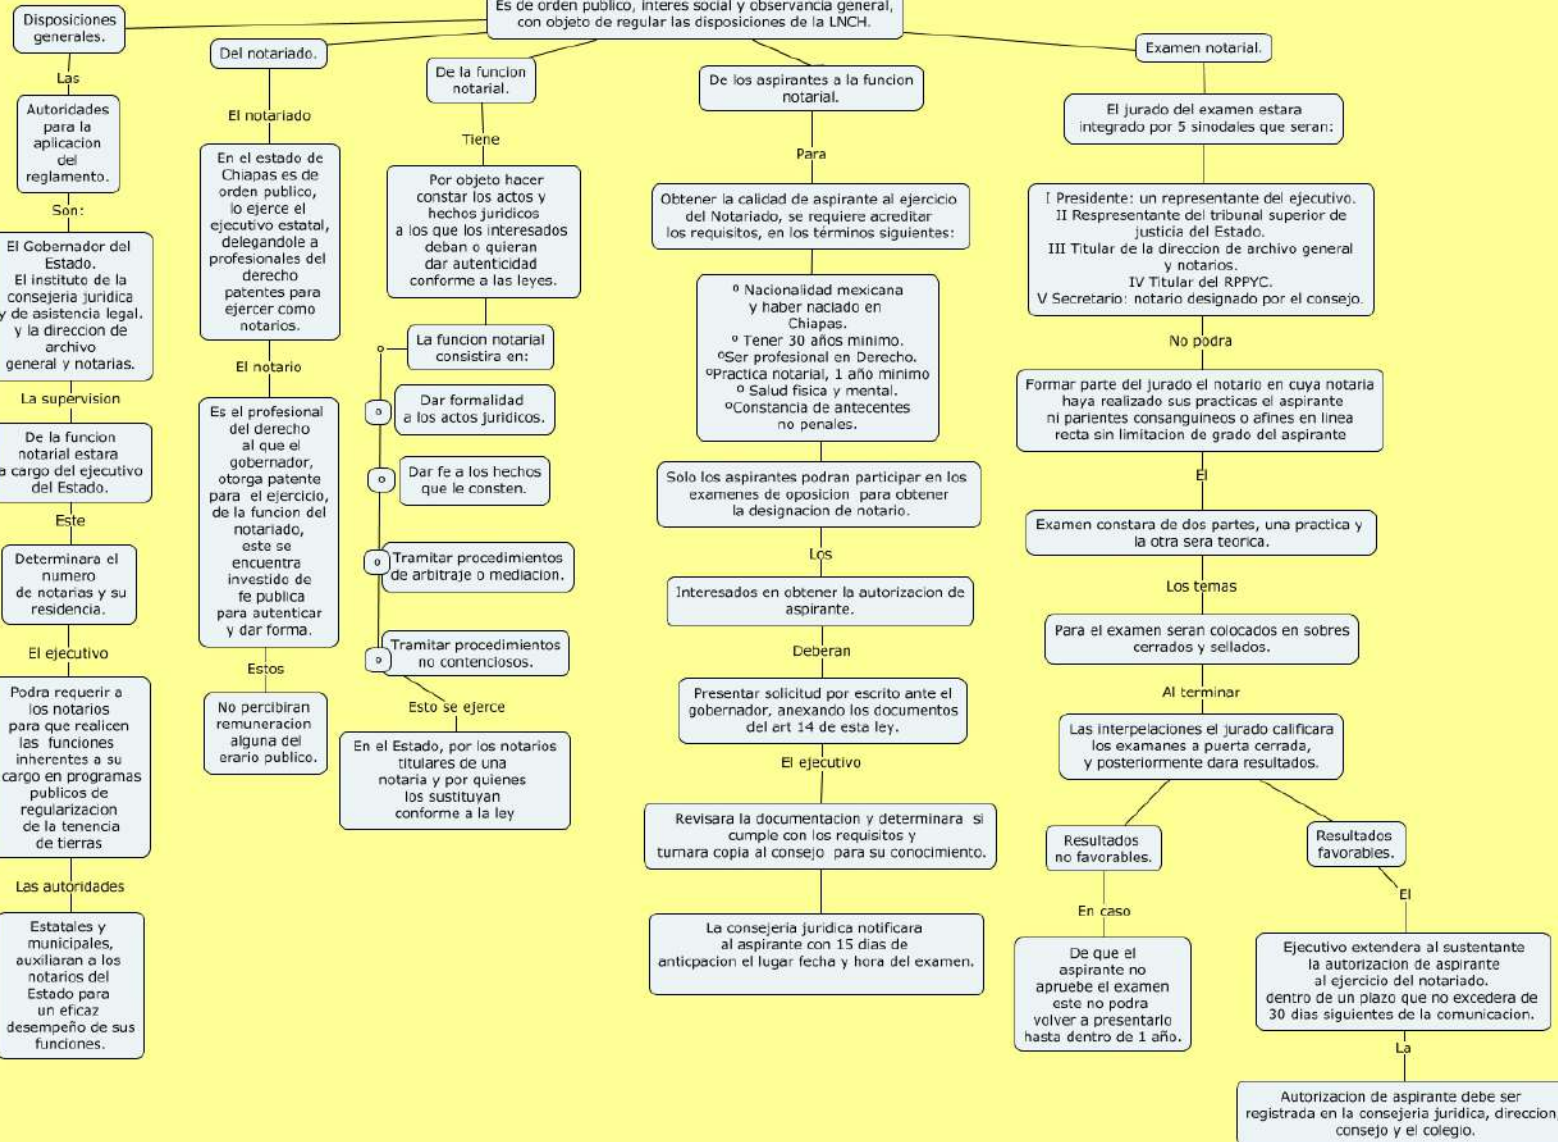 Es de orden publico, interes social y observancia general,
con objeto de regular las disposiciones de la LNCH.
Disposiciones
generales.
Las
Autoridades
para la
aplicacion
del
reglamento.
Son:
El Gobernador del
Estado.
El instituto de la
consejeria juridica
y de asistencia legal.
y la direccion de
archivo
general y notarias.
La supervision
De la funcion
notarial estara
a cargo del ejecutivo
del Estado.
Este
Determinara el
numero
de notarias y su
residencia.
El ejecutivo
Podra requerir a
los notarios
para que realicen
las funciones
inherentes a su
cargo en programas
publicos de
regularizacion
de la tenencia
de tierras
Las autoridades
Estatales y
municipales,
auxiliaran a los
notarios del
Estado para
un eficaz
desempeño de sus
funciones.
Del notariado.
El notariado
En el estado de
Chiapas es de
orden publico,
lo ejerce el
ejecutivo estatal,
delegandole a
profesionales del
derecho
patentes para
ejercer como
notarios.
El notario
Es el profesional
del derecho
al que el
gobernador,
otorga patente
para el ejercicio,
de la funcion del
notariado,
este se
encuentra
investido de
fe publica
para autenticar
y dar forma.
Estos
No percibiran
remuneracion
alguna del
erario publico.
De la funcion
notarial.
Tiene
Por objeto hacer
constar los actos y
hechos juridicos
a los que los interesados
deban o quieran
dar autenticidad
conforme a las leyes.
La funcion notarial
consistira en:
o
o
Dar formalidad
a los actos juridicos.
o
Dar fe a los hechos
que le consten.
o
Tramitar procedimientos
de arbitraje o mediacion.
o
Tramitar procedimientos
no contenciosos.
Esto se ejerce
En el Estado, por los notarios
titulares de una
notaria y por quienes
los sustituyan
conforme a la ley
De los aspirantes a la funcion
notarial.
Para
Obtener la calidad de aspirante al ejercicio
del Notariado, se requiere acreditar
los requisitos, en los términos siguientes:
º Nacionalidad mexicana
y haber naciado en
Chiapas.
º Tener 30 años minimo.
ºSer profesional en Derecho.
ºPractica notarial, 1 año minimo
º Salud fisica y mental.
ºConstancia de antecentes
no penales.
Solo los aspirantes podran participar en los
examenes de oposicion para obtener
la designacion de notario.
Los
Interesados en obtener la autorizacion de
aspirante.
Deberan
Presentar solicitud por escrito ante el
gobernador, anexando los documentos
del art 14 de esta ley.
El ejecutivo
Revisara la documentacion y determinara si
cumple con los requisitos y
turnara copia al consejo para su conocimiento.
La consejeria juridica notificara
al aspirante con 15 dias de
anticpacion el lugar fecha y hora del examen.
Examen notarial.
El jurado del examen estara
integrado por 5 sinodales que seran:
I Presidente: un representante del ejecutivo.
II Respresentante del tribunal superior de
justicia del Estado.
III Titular de la direccion de archivo general
y notarios.
IV Titular del RPPYC.
V Secretario: notario designado por el consejo.
No podra
Formar parte del jurado el notario en cuya notaria
haya realizado sus practicas el aspirante
ni parientes consanguineos o afines en linea
recta sin limitacion de grado del aspirante
El
Examen constara de dos partes, una practica y
la otra sera teorica.
Los temas
Para el examen seran colocados en sobres
cerrados y sellados.
Al terminar
Las interpelaciones el jurado calificara
los examanes a puerta cerrada,
y posteriormente dara resultados.
Resultados
no favorables.
En caso
De que el
aspirante no
apruebe el examen
este no podra
volver a presentarlo
hasta dentro de 1 año.
Resultados
favorables.
El
Ejecutivo extendera al sustentante
la autorizacion de aspirante
al ejercicio del notariado.
dentro de un plazo que no excedera de
30 dias siguientes de la comunicacion.
La
Autorizacion de aspirante debe ser
registrada en la consejeria juridica, direccion,
consejo y el colegio.